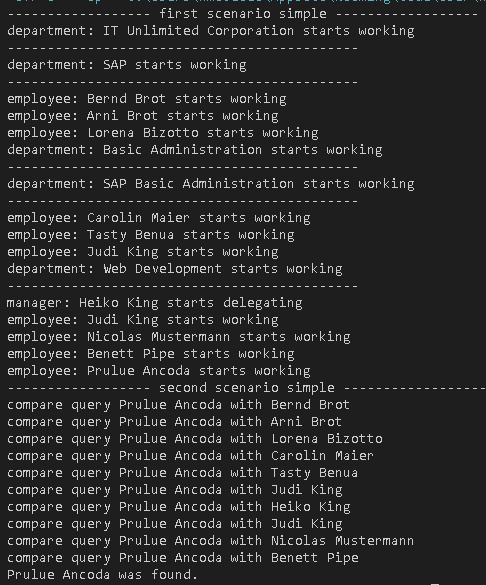 ------------------ first scenario simple -------------------
department: IT Unlimited Corporation starts working
--------------------------------------------
department: SAP starts working
--------------------------------------------
employee: Bernd Brot starts working
employee: Arni Brot starts working
employee: Lorena Bizotto starts working
department: Basic Administration starts working
--------------------------------------------
department: SAP Basic Administration starts working
--------------------------------------------
employee: Carolin Maier starts working
employee: Tasty Benua starts working
employee: Judi King starts working
department: Web Development starts working
--------------------------------------------
manager: Heiko King starts delegating
employee: Judi King starts working
employee: Nicolas Mustermann starts working
employee: Benett Pipe starts working
employee: Prulue Ancoda starts working
------------------ second scenario simple ------------------
compare query Prulue Ancoda with Bernd Brot
compare query Prulue Ancoda with Arni Brot
compare query Prulue Ancoda with Lorena Bizotto
compare query Prulue Ancoda with Carolin Maier
compare query Prulue Ancoda with Tasty Benua
compare query Prulue Ancoda with Judi King
compare query Prulue Ancoda with Heiko King
compare query Prulue Ancoda with Judi King
compare query Prulue Ancoda with Nicolas Mustermann
compare query Prulue Ancoda with Benett Pipe
Prulue Ancoda was found.